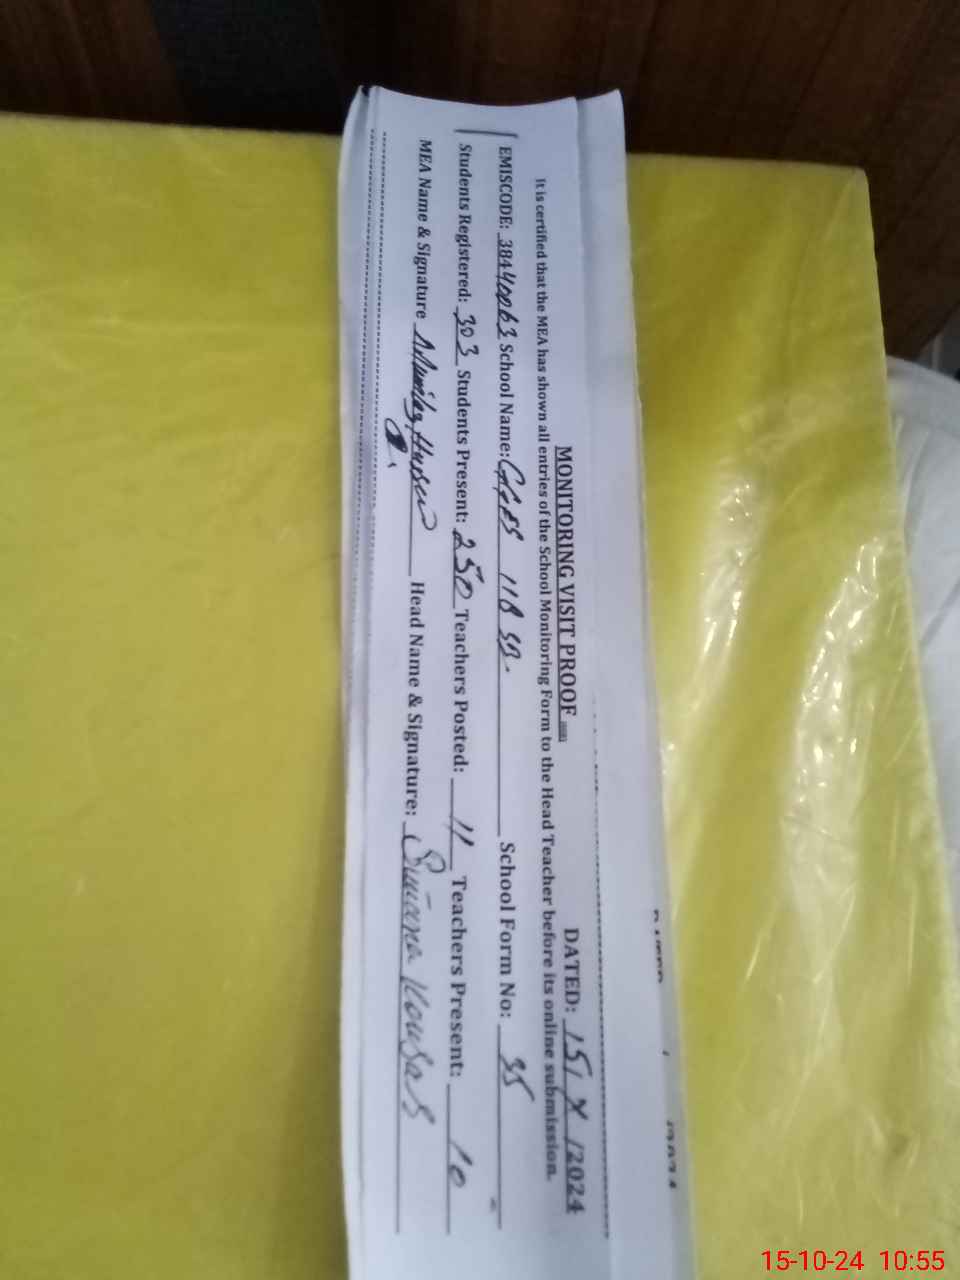 MONITORING VISIT PROOF
DATED: 15/X/2024
It is certified that the MEA has shown all entries of the School Monitoring Form to the Head Teacher before its online submission.
EMISCODE: 38440063 School Name: GGES 118 SB. School Form No: 35
Students Registered: 303 Students Present: 250 Teachers Posted: 11 Teachers Present: 10
MEA Name & Signature Head Name & Signature: Kousar
15-10-24 10:55